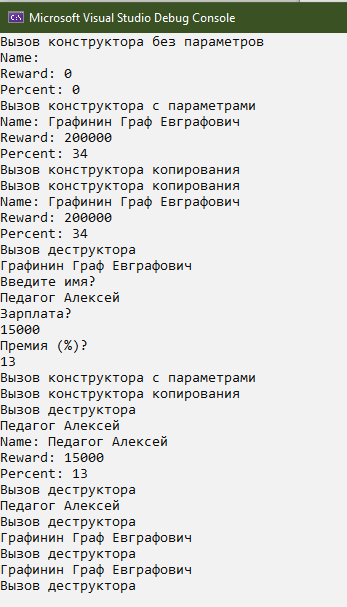 Microsoft Visual Studio Debug Console
Вызов конструктора без параметров
Name:
Reward: 0
Percent: 0
Вызов конструктора с параметрами
Name: Графинин Граф Евграфович
Reward: 200000
Percent: 34
Вызов конструктора копирования
Вызов конструктора копирования
Name: Графинин Граф Евграфович
Reward: 200000
Percent: 34
Вызов деструктора
Графинин Граф Евграфович
Введите имя?
Педагог Алексей
Зарплата?
15000
Премия (%)?
13
Вызов конструктора с параметрами
Вызов конструктора копирования
Вызов деструктора
Педагог Алексей
Name: Педагог Алексей
Reward: 15000
Percent: 13
Вызов деструктора
Педагог Алексей
Вызов деструктора
Графинин Граф Евграфович
Вызов деструктора
Графинин Граф Евграфович
Вызов деструктора